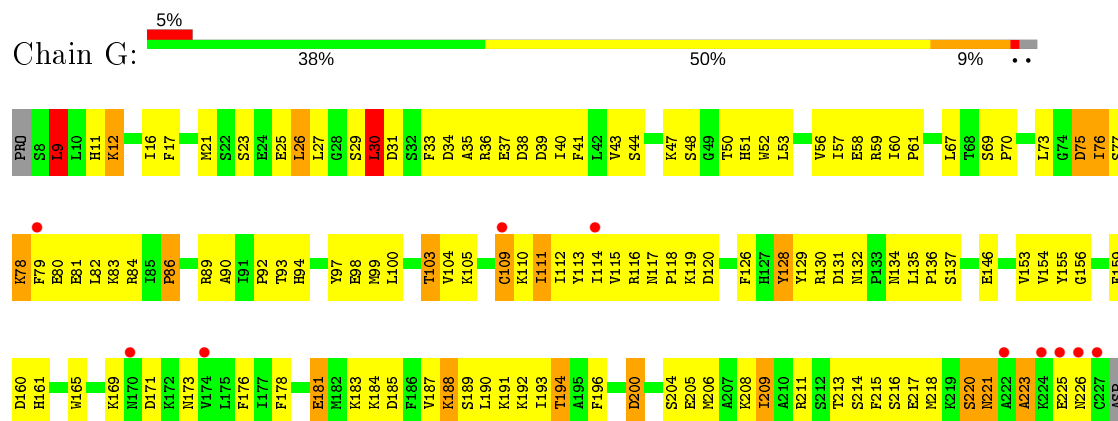 5%
Chain G:
38% 50% 9% • •
PRO S8 L9 L10 H11 K12 I16 F17 M21 S22 S23 E24 E25 L26 L27 G28 S29 L30 D31 S32 F33 D34 A35 R36 E37 D38 D39 I40 F41 L42 V43 S44 K47 S48 G49 T50 H51 W52 L53 V56 I57 E58 R59 I60 P61 L67 T68 S69 P70 L73 G74 D75 I76 S77
K78 F79 E80 E81 L82 K83 R84 I85 P86 R89 A90 I91 P92 T93 H94 Y97 E98 M99 L100 T103 V104 K105 C109 K110 I111 I112 Y113 I114 V115 R116 N117 P118 K119 D120 F126 H127 Y128 Y129 R130 D131 N132 P133 N134 L135 P136 S137 E146 V153 V154 Y155 G156 F159
D160 H161 W165 K169 N170 D171 K172 N173 V174 L175 F176 I177 F178 E181 M182 K183 K184 D185 F186 V187 K188 S189 L190 K191 K192 I193 T194 A195 F196 D200 S204 E205 M206 A207 K208 I209 A210 R211 S212 T213 S214 F215 S216 E217 M218 K219 S220 N221 A222 A223 K224 E225 N226 C227 ASP